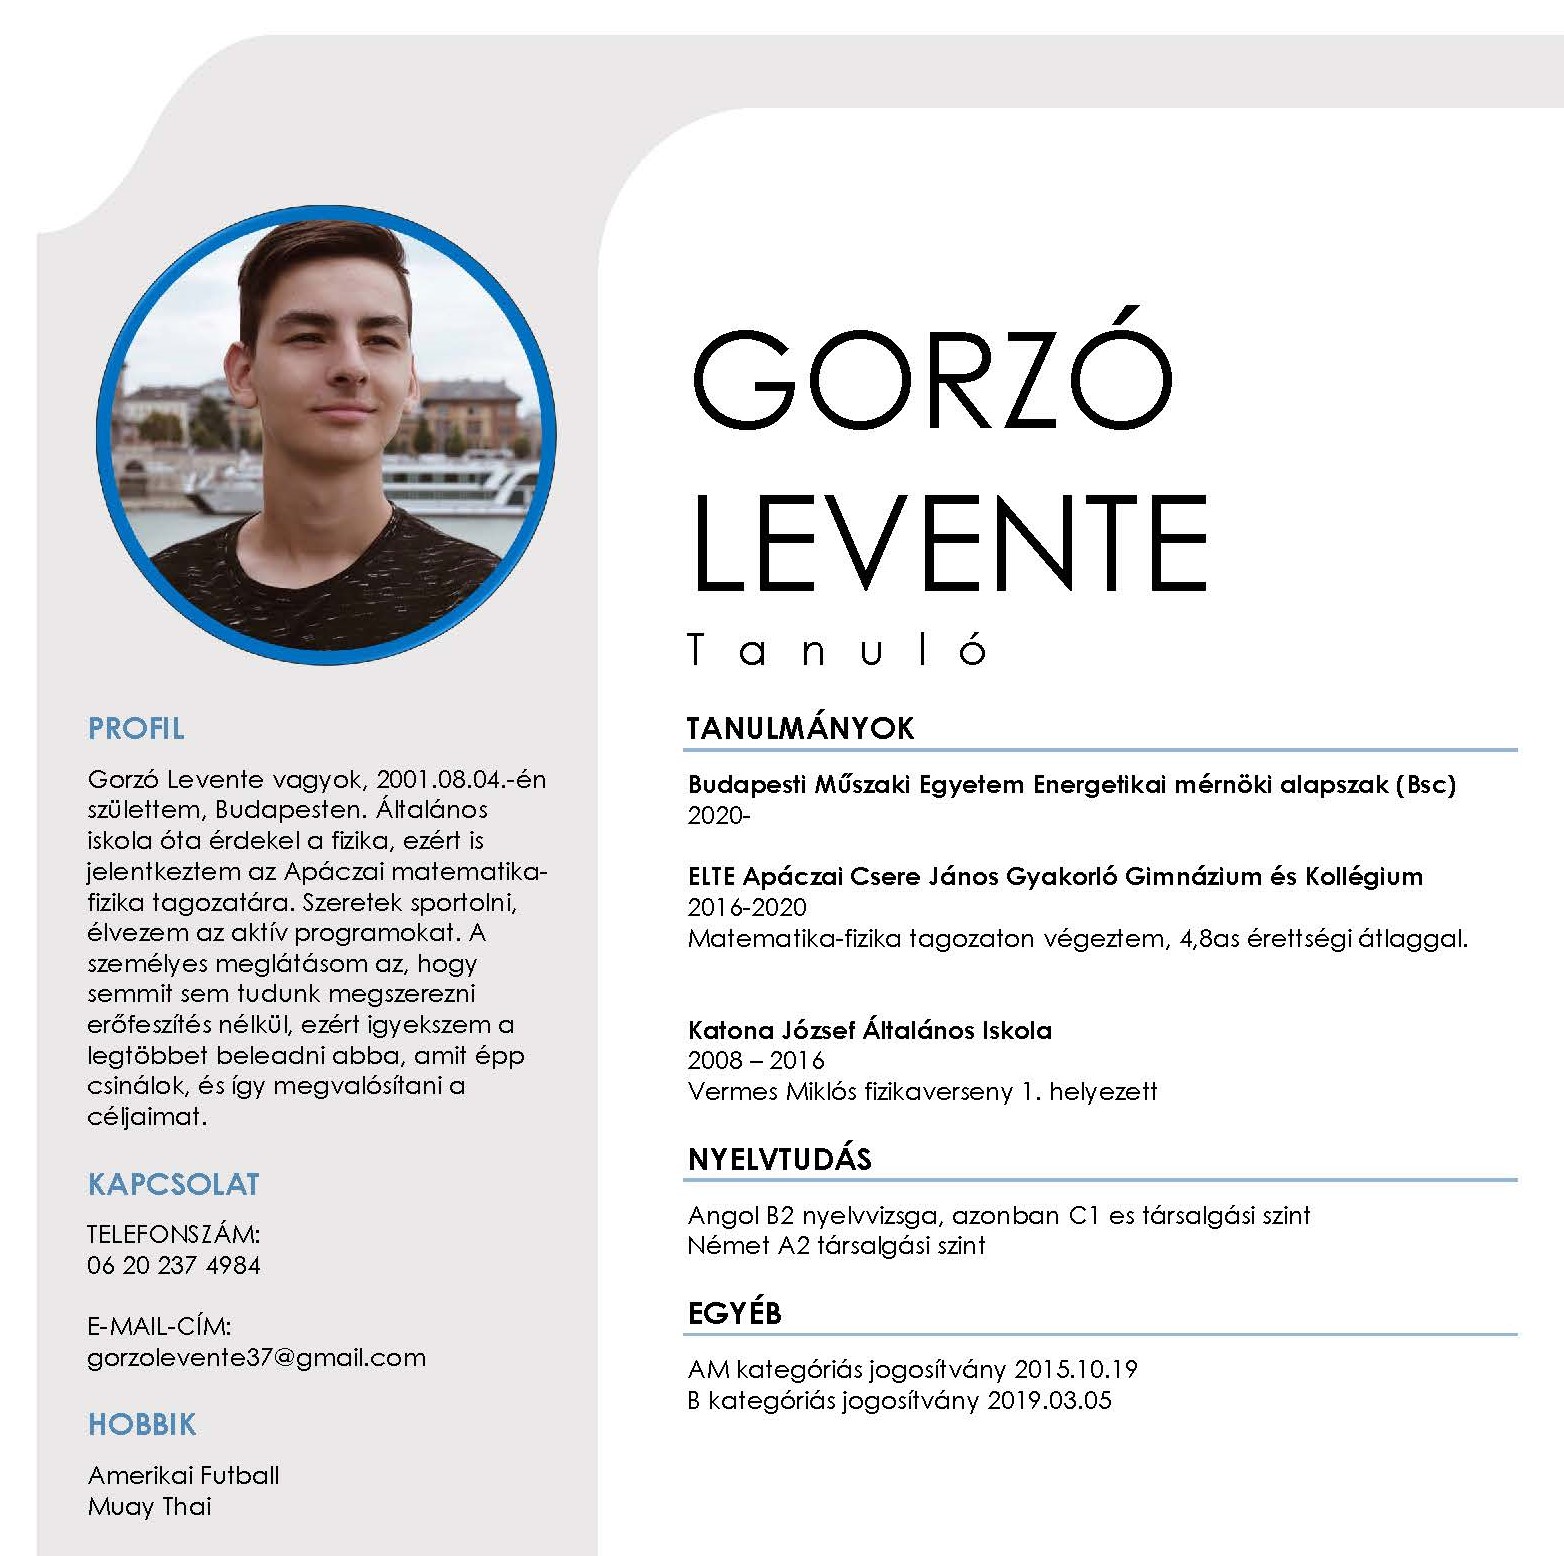 GORZÓ
LEVENTE
Tanuló
PROFIL
Gorzó Levente vagyok, 2001.08.04.-én
születtem, Budapesten. Általános
iskola óta érdekel a fizika, ezért is
jelentkeztem az Apáczai matematika-
fizika tagozatára. Szeretek sportolni,
élvezem az aktív programokat. A
személyes meglátásom az, hogy
semmit sem tudunk megszerezni
erőfeszítés nélkül, ezért igyekszem a
legtöbbet beleadni abba, amit épp
csinálok, és így megvalósítani a
céljaimat.
KAPCSOLAT
TELEFONSZÁM:
06 20 237 4984
E-MAIL-CÍM:
gorzolevente37@gmail.com
HOBBIK
Amerikai Futball
Muay Thai
TANULMÁNYOK
Budapesti Műszaki Egyetem Energetikai mérnöki alapszak (Bsc)
2020-
ELTE Apáczai Csere János Gyakorló Gimnázium és Kollégium
2016-2020
Matematika-fizika tagozaton végeztem, 4,8as érettségi átlaggal.
Katona József Általános Iskola
2008 – 2016
Vermes Miklós fizikaverseny 1. helyezett
NYELVTUDÁS
Angol B2 nyelvvizsga, azonban C1 es társalgási szint
Német A2 társalgási szint
EGYÉB
AM kategóriás jogosítvány 2015.10.19
B kategóriás jogosítvány 2019.03.05